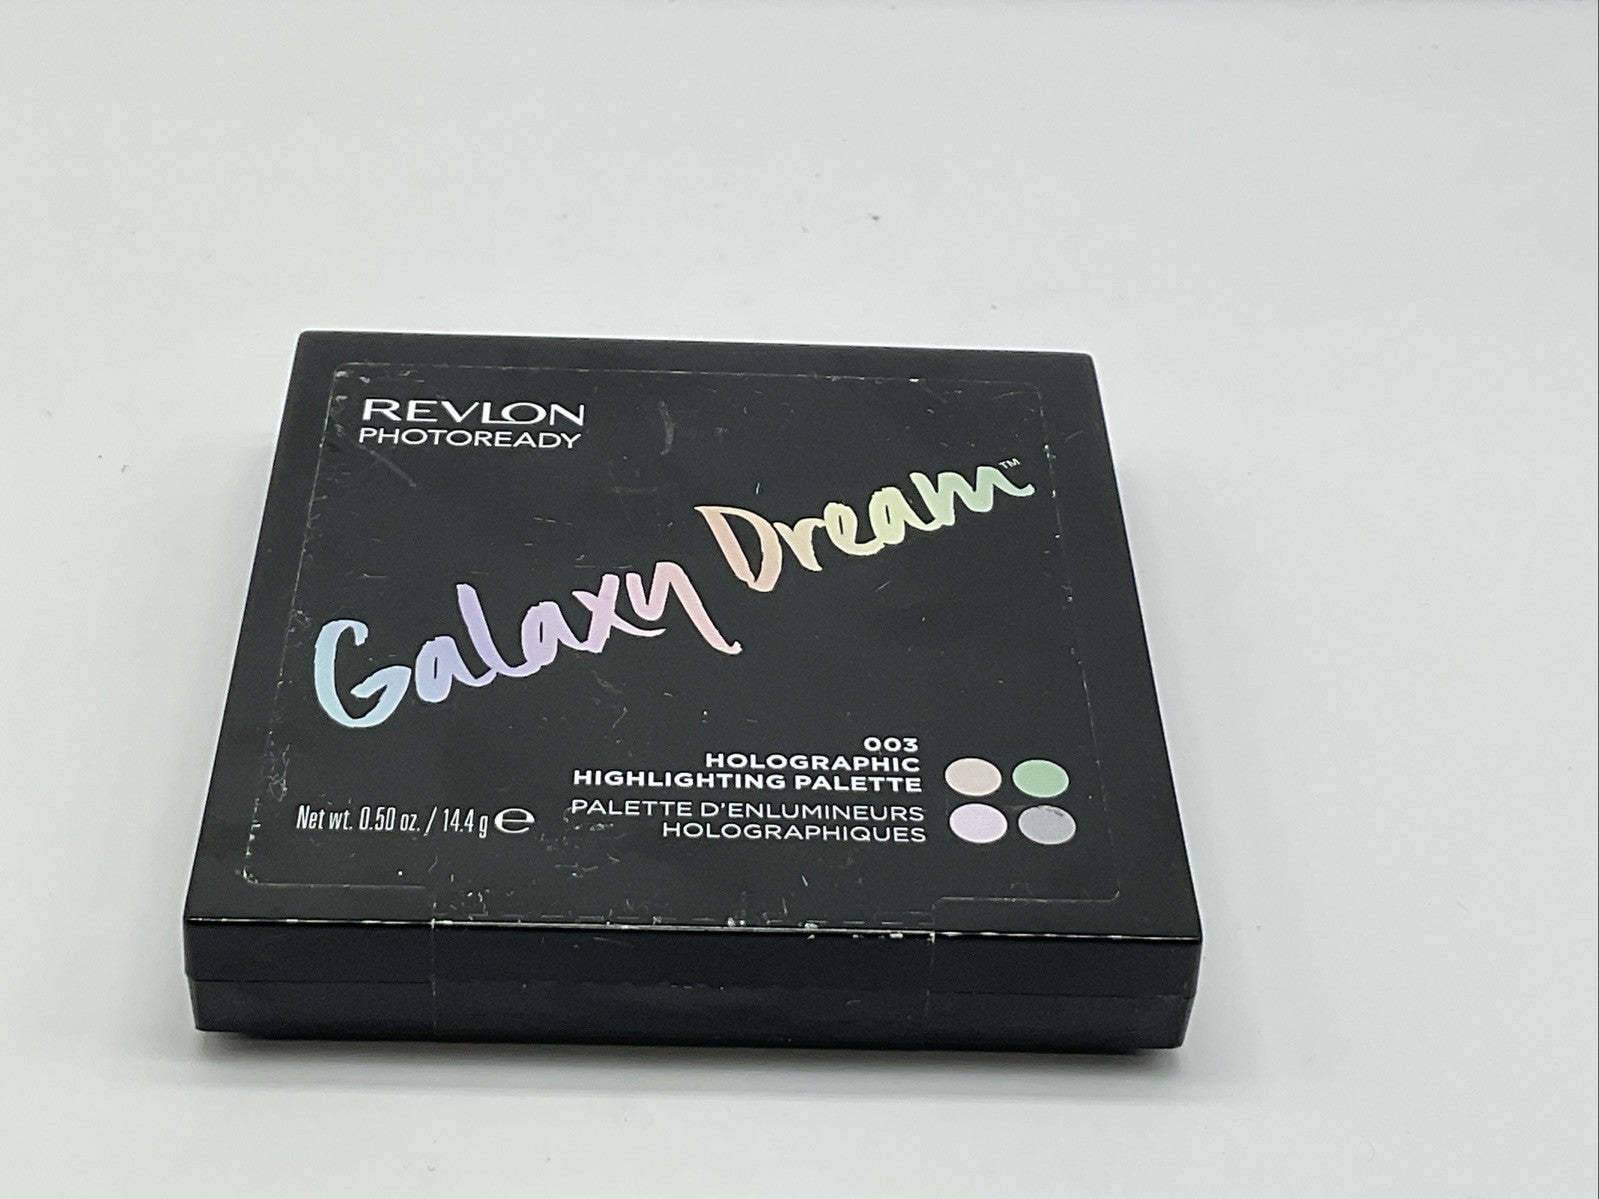 REVLON
PHOTOREADY
Galaxy Dream™
003
HOLOGRAPHIC
HIGHLIGHTING PALETTE
PALETTE D'ENLUMINEURS
HOLOGRAPHIQUES
Net wt. 0.50 oz. / 14.4 g ℮